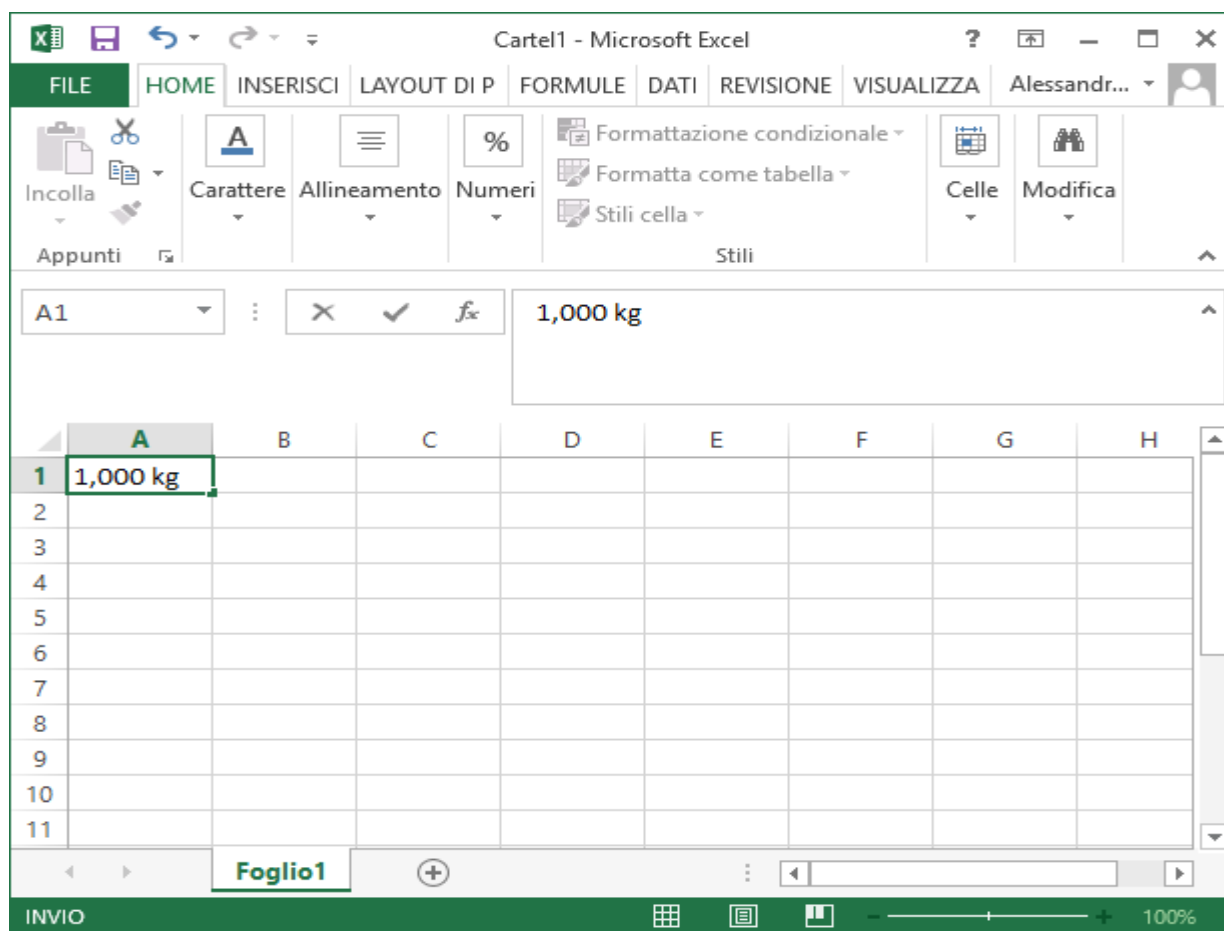 Cartel1 - Microsoft Excel ?
FILE HOME INSERISCI LAYOUT DI P FORMULE DATI REVISIONE VISUALIZZA Alessandr...
Incolla
Appunti
A
Carattere
Allineamento
%
Numeri
Formattazione condizionale
Formatta come tabella
Stili cella
Stili
Celle
Modifica
A1 fx 1,000 kg
A B C D E F G H
1 1,000 kg
2
3
4
5
6
7
8
9
10
11
Foglio1
INVIO 100%